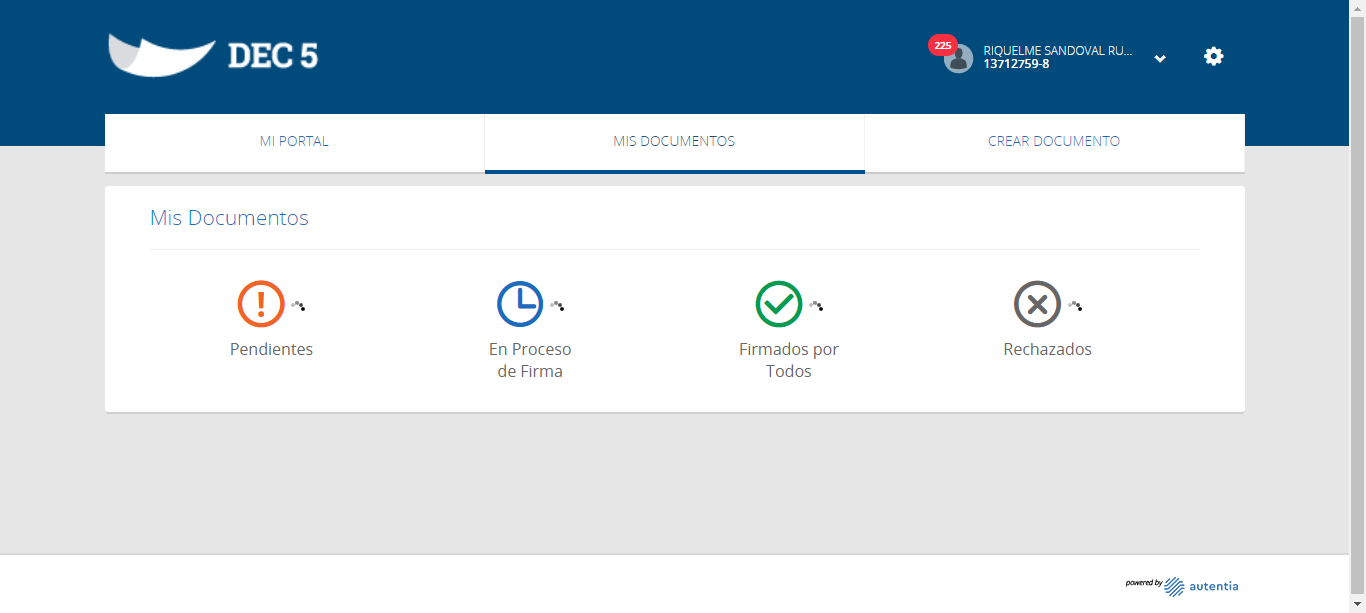 DEC 5
225
RIQUELME SANDOVAL RU...
13712759-8
MI PORTAL
MIS DOCUMENTOS
CREAR DOCUMENTO
Mis Documentos
Pendientes
En Proceso
de Firma
Firmados por
Todos
Rechazados
powered by autentia